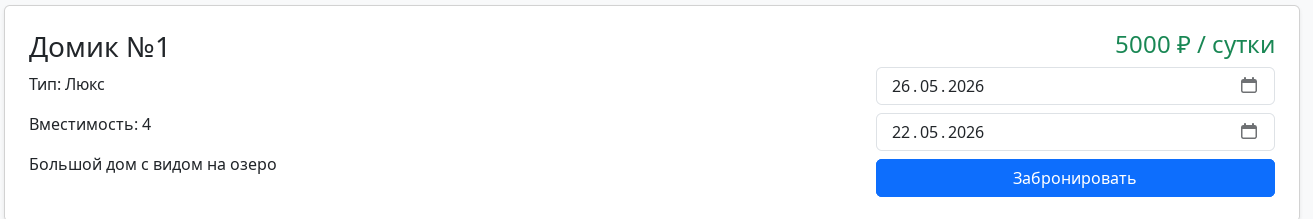 Домик №1
5000 ₽ / сутки
Тип: Люкс
26.05.2026
Вместимость: 4
22.05.2026
Большой дом с видом на озеро
Забронировать